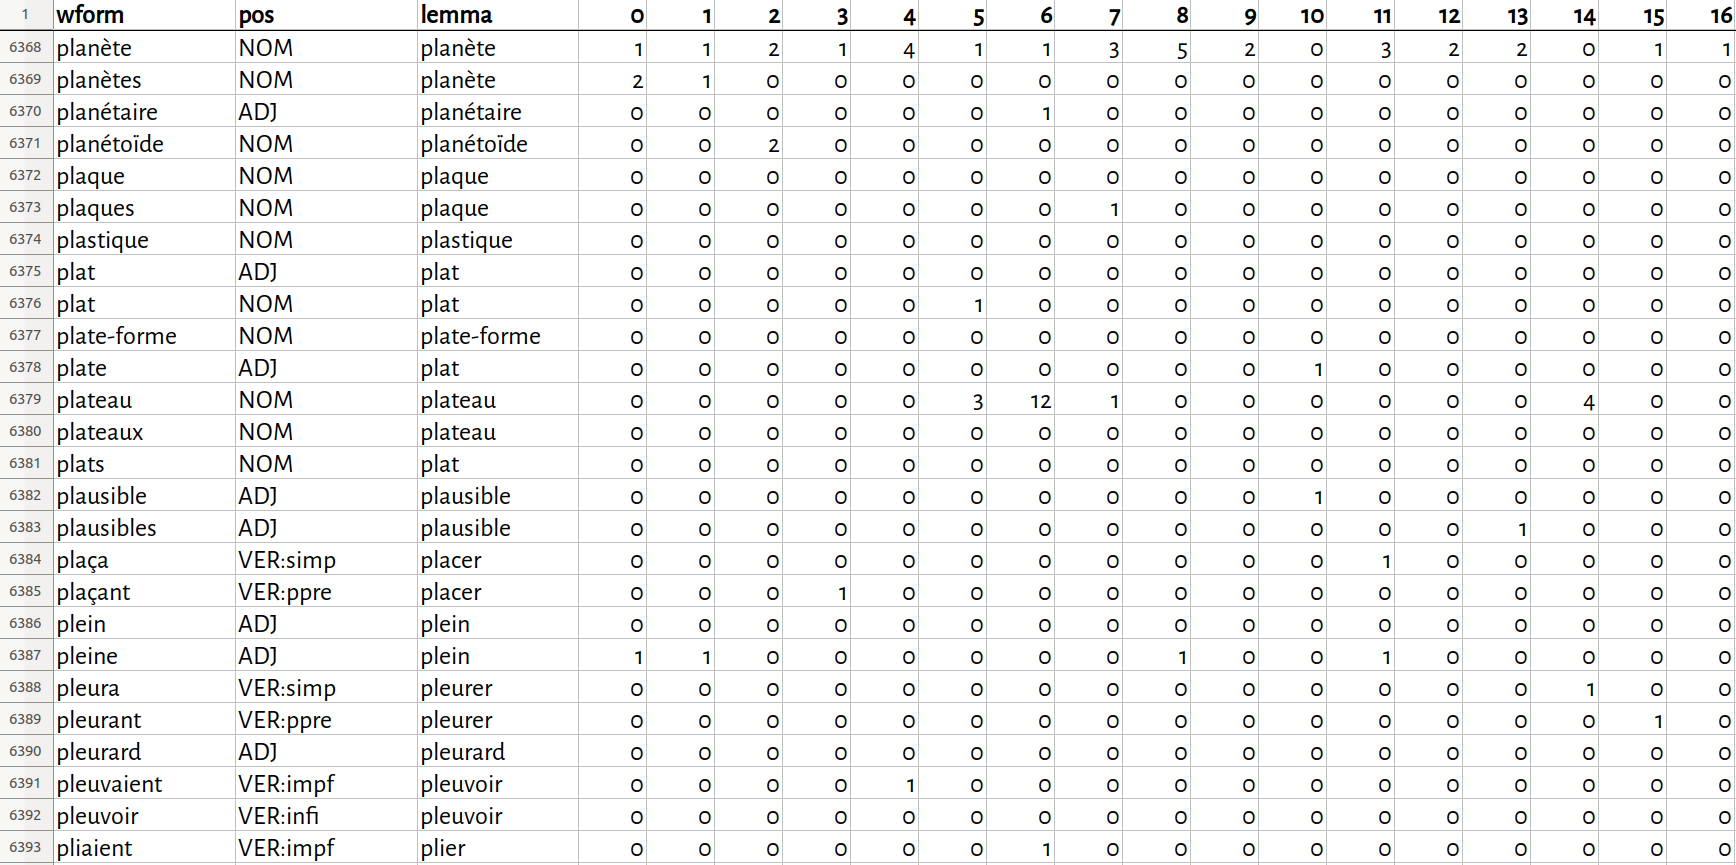 1 wform pos lemma 0 1 2 3 4 5 6 7 8 9 10 11 12 13 14 15 16
6368 planète NOM planète 1 1 2 1 4 1 1 3 5 2 0 3 2 2 0 1 1
6369 planètes NOM planète 2 1 0 0 0 0 0 0 0 0 0 0 0 0 0 0 0
6370 planétaire ADJ planétaire 0 0 0 0 0 0 1 0 0 0 0 0 0 0 0 0 0
6371 planétoïde NOM planétoïde 0 0 2 0 0 0 0 0 0 0 0 0 0 0 0 0 0
6372 plaque NOM plaque 0 0 0 0 0 0 0 0 0 0 0 0 0 0 0 0 0
6373 plaques NOM plaque 0 0 0 0 0 0 0 1 0 0 0 0 0 0 0 0 0
6374 plastique NOM plastique 0 0 0 0 0 0 0 0 0 0 0 0 0 0 0 0 0
6375 plat ADJ plat 0 0 0 0 0 0 0 0 0 0 0 0 0 0 0 0 0
6376 plat NOM plat 0 0 0 0 0 1 0 0 0 0 0 0 0 0 0 0 0
6377 plate-forme NOM plate-forme 0 0 0 0 0 0 0 0 0 0 0 0 0 0 0 0 0
6378 plate ADJ plat 0 0 0 0 0 0 0 0 0 0 1 0 0 0 0 0 0
6379 plateau NOM plateau 0 0 0 0 0 3 12 1 0 0 0 0 0 0 4 0 0
6380 plateaux NOM plateau 0 0 0 0 0 0 0 0 0 0 0 0 0 0 0 0 0
6381 plats NOM plat 0 0 0 0 0 0 0 0 0 0 0 0 0 0 0 0 0
6382 plausible ADJ plausible 0 0 0 0 0 0 0 0 0 0 1 0 0 0 0 0 0
6383 plausibles ADJ plausible 0 0 0 0 0 0 0 0 0 0 0 0 0 1 0 0 0
6384 plaça VER:simp placer 0 0 0 0 0 0 0 0 0 0 0 1 0 0 0 0 0
6385 plaçant VER:ppre placer 0 0 0 1 0 0 0 0 0 0 0 0 0 0 0 0 0
6386 plein ADJ plein 0 0 0 0 0 0 0 0 0 0 0 0 0 0 0 0 0
6387 pleine ADJ plein 1 1 0 0 0 0 0 0 1 0 0 1 0 0 0 0 0
6388 pleura VER:simp pleurer 0 0 0 0 0 0 0 0 0 0 0 0 0 0 1 0 0
6389 pleurant VER:ppre pleurer 0 0 0 0 0 0 0 0 0 0 0 0 0 0 0 1 0
6390 pleurard ADJ pleurard 0 0 0 0 0 0 0 0 0 0 0 0 0 0 0 0 0
6391 pleuvaient VER:impf pleuvoir 0 0 0 0 1 0 0 0 0 0 0 0 0 0 0 0 0
6392 pleuvoir VER:infi pleuvoir 0 0 0 0 0 0 0 0 0 0 0 0 0 0 0 0 0
6393 pliaient VER:impf plier 0 0 0 0 0 0 1 0 0 0 0 0 0 0 0 0 0